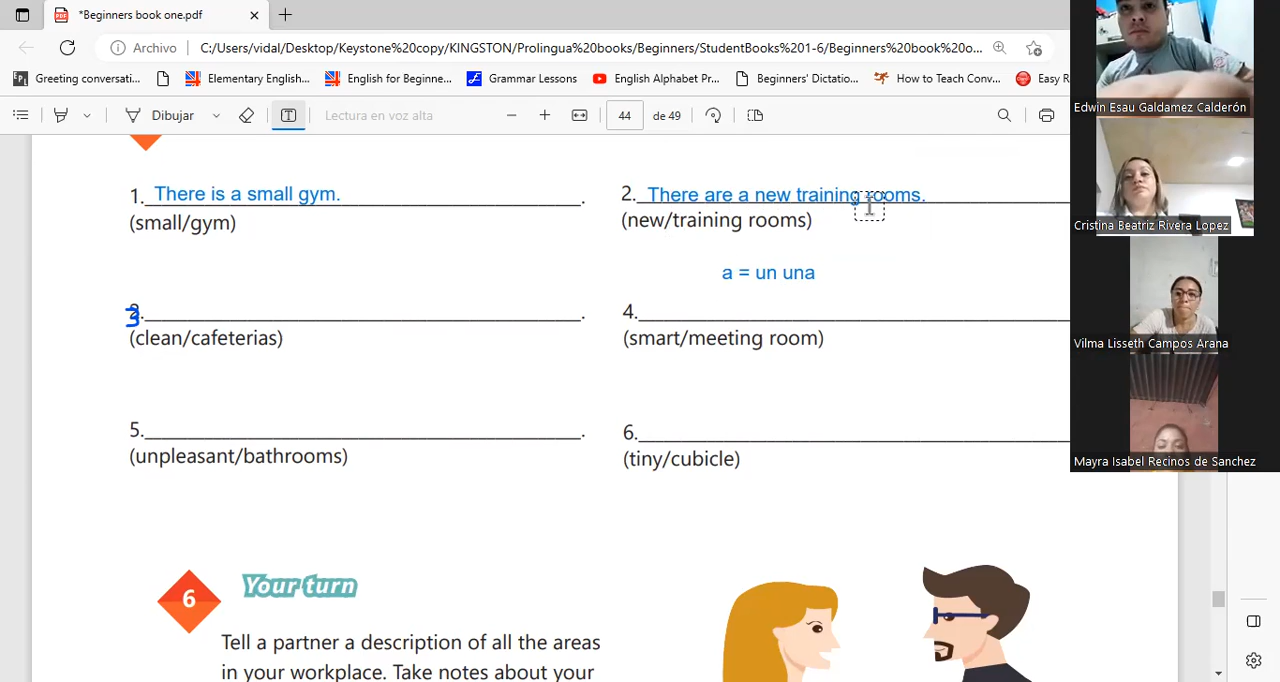 *Beginners book one.pdf
Archivo
C:/Users/vidal/Desktop/Keystone%20copy/KINGSTON/Prolingua%20books/Beginners/StudentBooks%201-6/Beginners%20book%20o...
Greeting conversati...
Elementary English...
English for Beginne...
Grammar Lessons
English Alphabet Pr...
Beginners' Dictatio...
How to Teach Conv...
Easy R
Dibujar
Lectura en voz alta
44
de 49
1. There is a small gym. .
(small/gym)
2. There are a new training rooms.
(new/training rooms)
a = un una
3.
(clean/cafeterias)
4.
(smart/meeting room)
5.
(unpleasant/bathrooms)
6.
(tiny/cubicle)
6
Your turn
Tell a partner a description of all the areas
in your workplace. Take notes about your
Edwin Esau Galdamez Calderón
Cristina Beatriz Rivera Lopez
Vilma Lisseth Campos Arana
Mayra Isabel Recinos de Sanchez